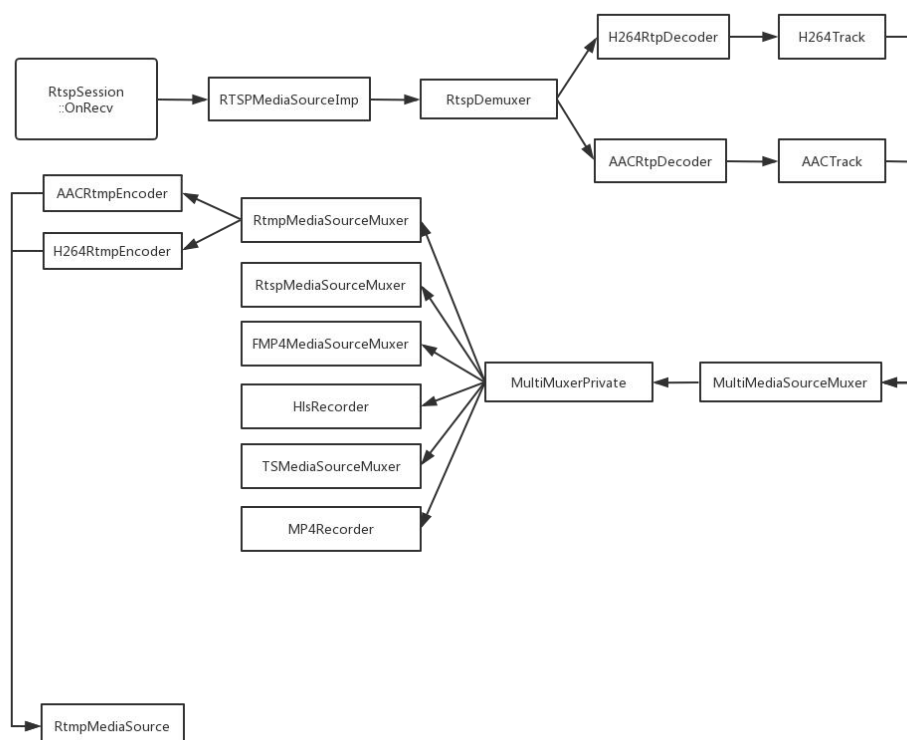 RtspSession
::OnRecv
RTSPMediaSourceImp
RtspDemuxer
H264RtpDecoder
H264Track
AACRtpDecoder
AACTrack
AACRtmpEncoder
H264RtmpEncoder
RtmpMediaSourceMuxer
RtspMediaSourceMuxer
FMP4MediaSourceMuxer
HlsRecorder
TSMediaSourceMuxer
MP4Recorder
MultiMuxerPrivate
MultiMediaSourceMuxer
RtmpMediaSource